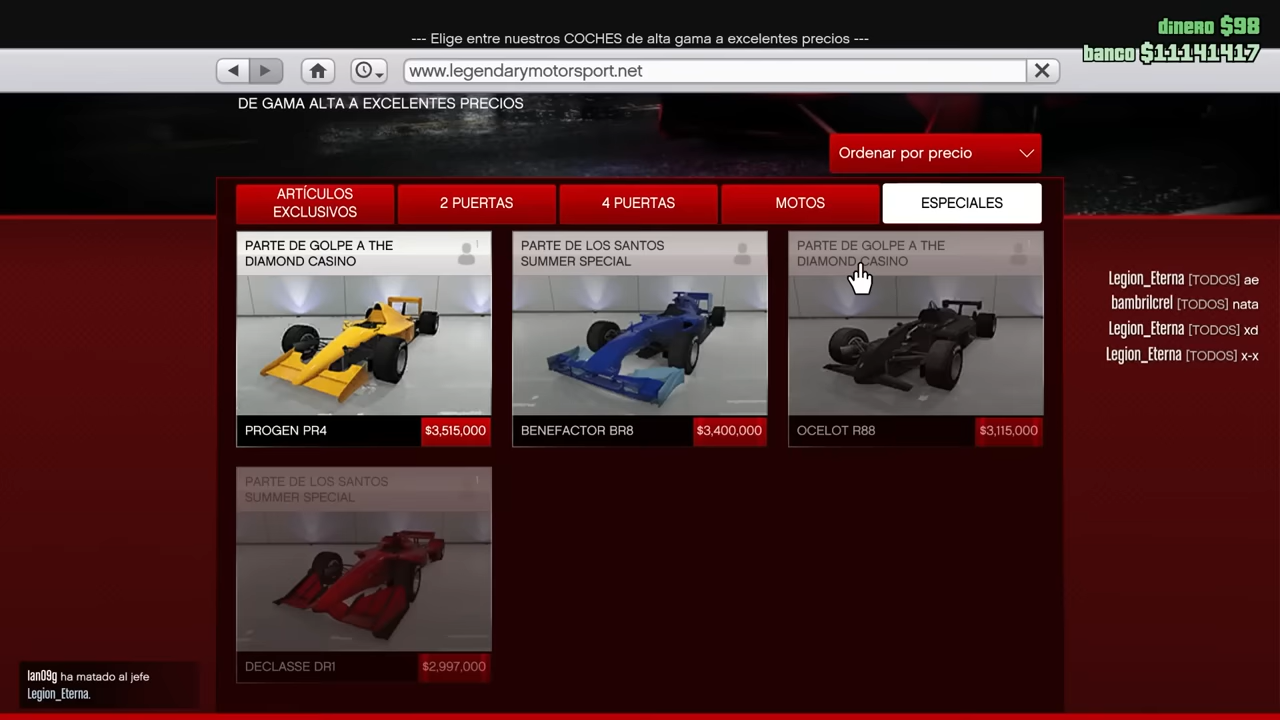 dinero $98
--- Elige entre nuestros COCHES de alta gama a excelentes precios ---
banco $11141417
www.legendarymotorsport.net
DE GAMA ALTA A EXCELENTES PRECIOS
Ordenar por precio
ARTÍCULOS
EXCLUSIVOS
2 PUERTAS
4 PUERTAS
MOTOS
ESPECIALES
PARTE DE GOLPE A THE
DIAMOND CASINO
1
PARTE DE LOS SANTOS
SUMMER SPECIAL
PARTE DE GOLPE A THE
DIAMOND CASINO
PROGEN PR4
$3,515,000
BENEFACTOR BR8
$3,400,000
OCELOT R88
$3,115,000
PARTE DE LOS SANTOS
SUMMER SPECIAL
1
DECLASSE DR1
$2,997,000
Legion_Eterna [TODOS] ae
bambrilcrel [TODOS] nata
Legion_Eterna [TODOS] xd
Legion_Eterna [TODOS] x-x
Ian09g ha matado al jefe
Legion_Eterna.